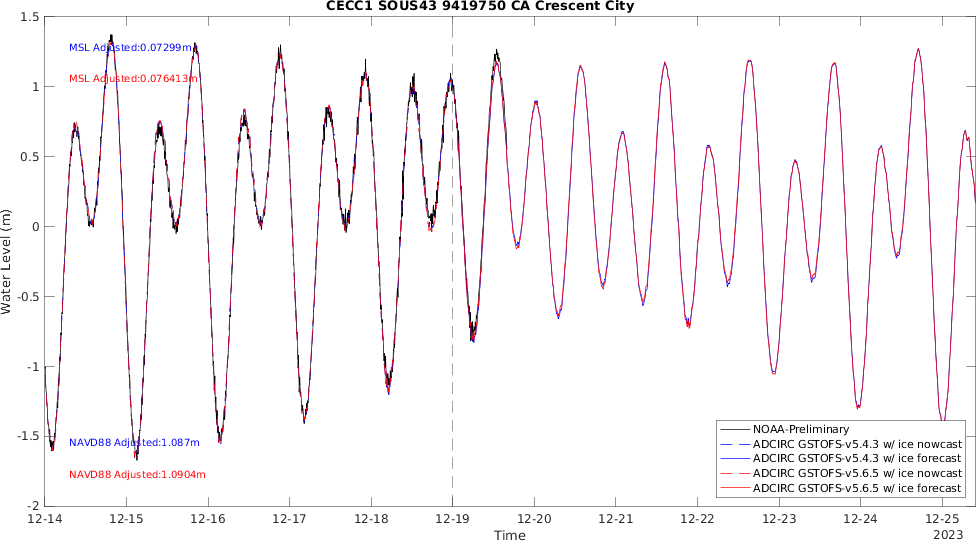 CECC1 SOUS43 9419750 CA Crescent City
1.5
1
0.5
0
-0.5
-1
-1.5
-2
Water Level (m)
MSL Adjusted:0.07299m
MSL Adjusted:0.076413m
NAVD88 Adjusted:1.087m
NAVD88 Adjusted:1.0904m
NOAA-Preliminary
ADCIRC GSTOFS-v5.4.3 w/ ice nowcast
ADCIRC GSTOFS-v5.4.3 w/ ice forecast
ADCIRC GSTOFS-v5.6.5 w/ ice nowcast
ADCIRC GSTOFS-v5.6.5 w/ ice forecast
12-14 12-15 12-16 12-17 12-18 12-19 12-20 12-21 12-22 12-23 12-24 12-25
Time
2023